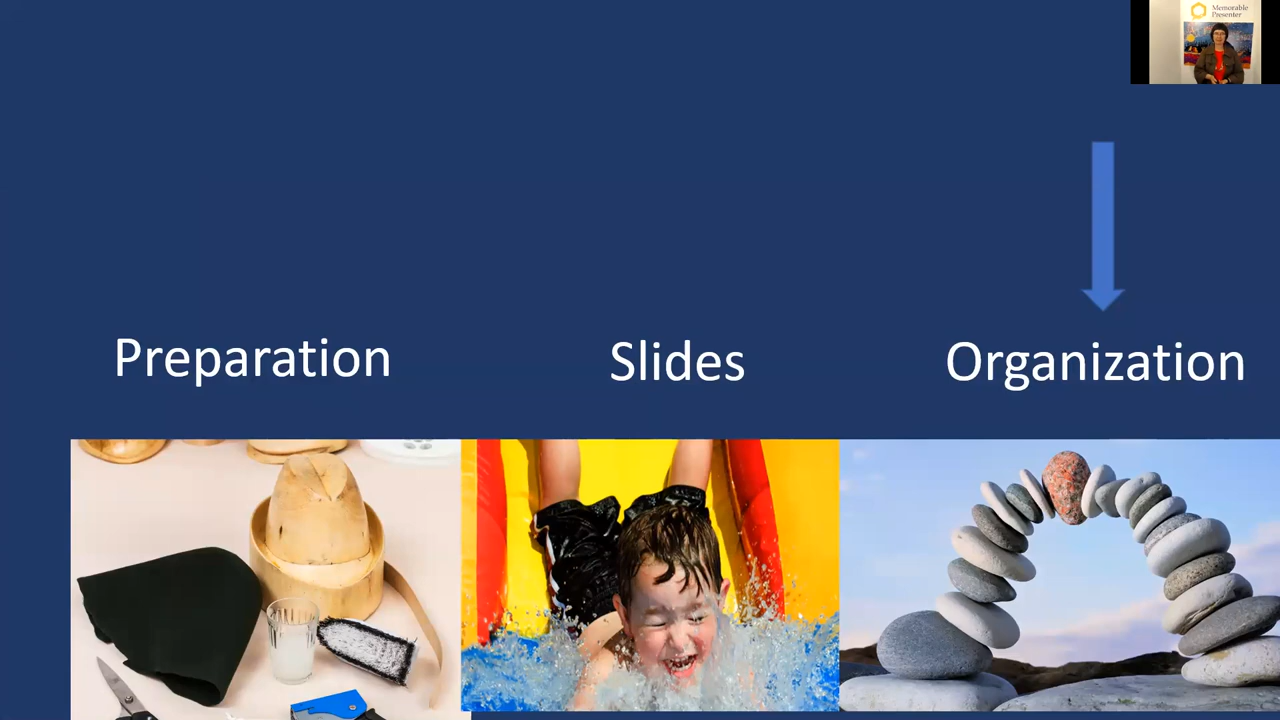 Memorable
Presenter
Preparation
Slides
Organization